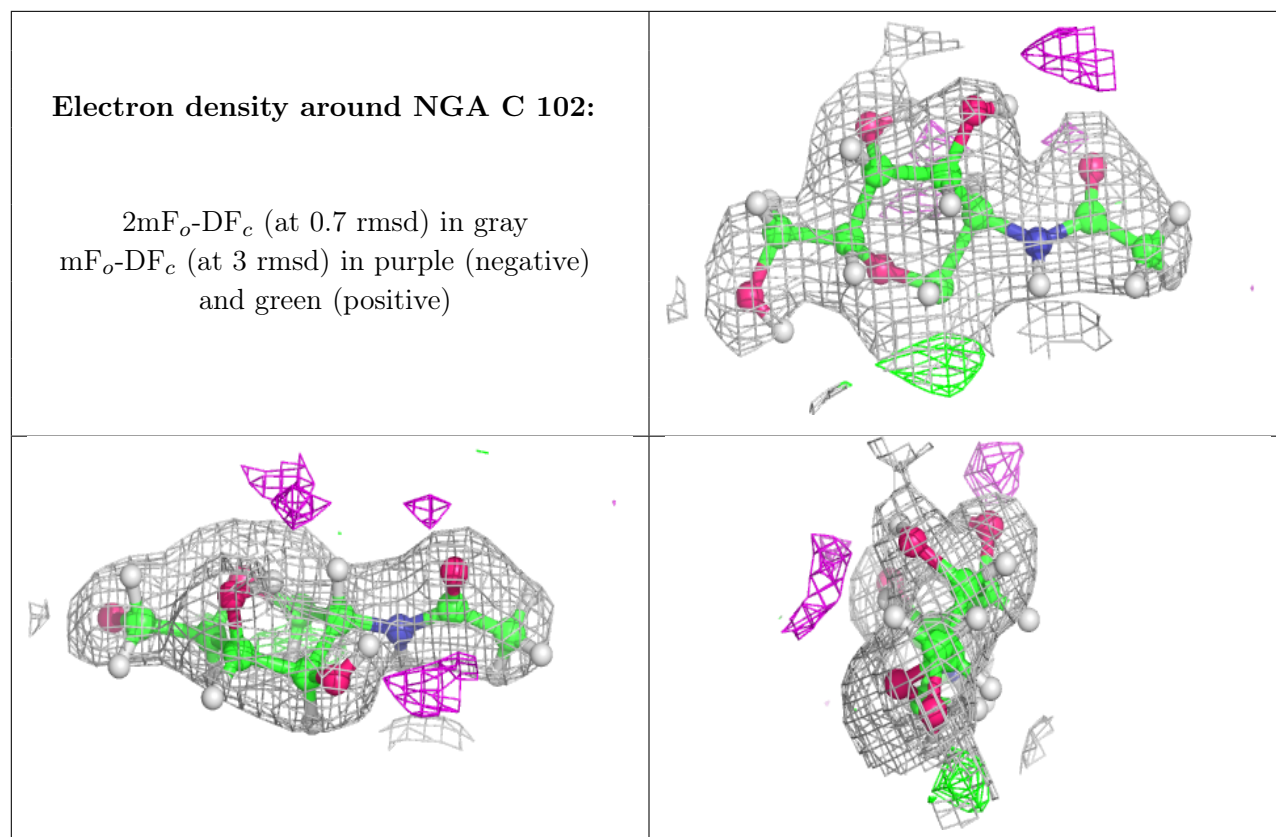 Electron density around NGA C 102:
2mFo-DFc (at 0.7 rmsd) in gray
mFo-DFc (at 3 rmsd) in purple (negative)
and green (positive)